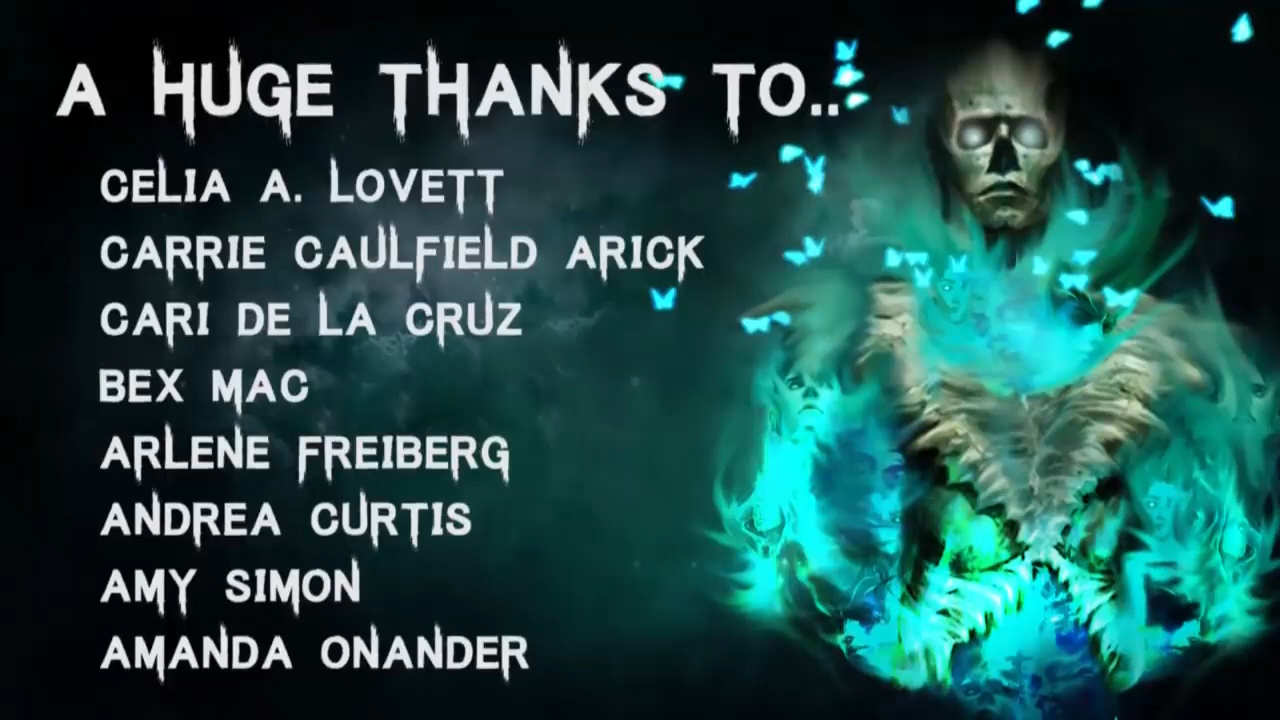 A HUGE THANKS TO..
CELIA A. LOVETT
CARRIE CAULFIELD ARICK
CARI DE LA CRUZ
BEX MAC
ARLENE FREIBERG
ANDREA CURTIS
AMY SIMON
AMANDA ONANDER